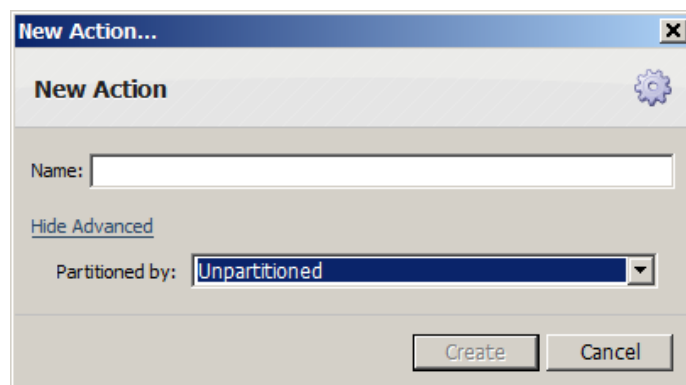 New Action...
New Action
Name:
Hide Advanced
Partitioned by: Unpartitioned
Create Cancel